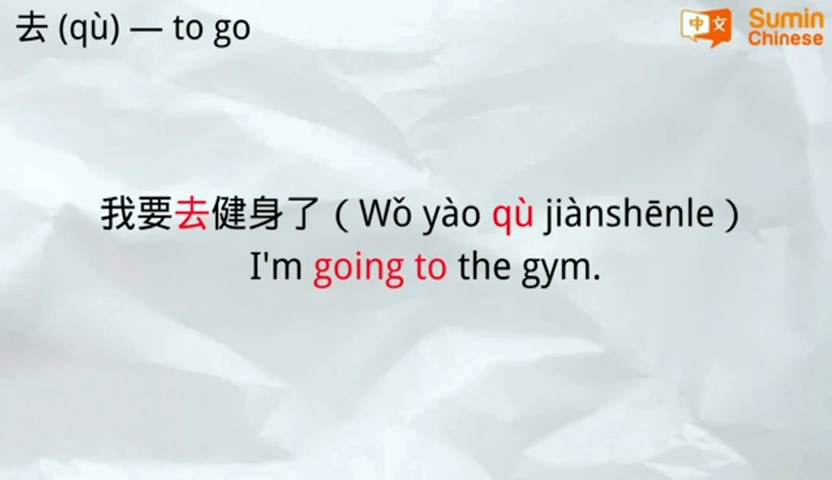 去 (qù) — to go
中文
Sumin
Chinese
我要去健身了（Wǒ yào qù jiànshēnle）
I'm going to the gym.